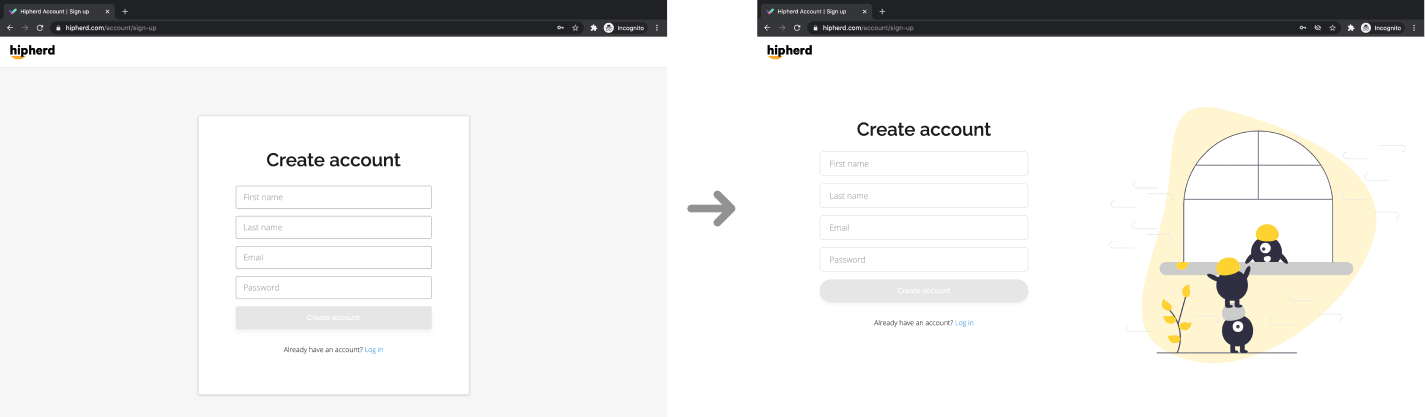 Hipherd Account | Sign up
hipherd.com/account/sign-up
Incognito
hipherd
Create account
First name
Last name
Email
Password
Create account
Already have an account? Log in
Hipherd Account | Sign up
hipherd.com/account/sign-up
Incognito
hipherd
Create account
First name
Last name
Email
Password
Create account
Already have an account? Log in